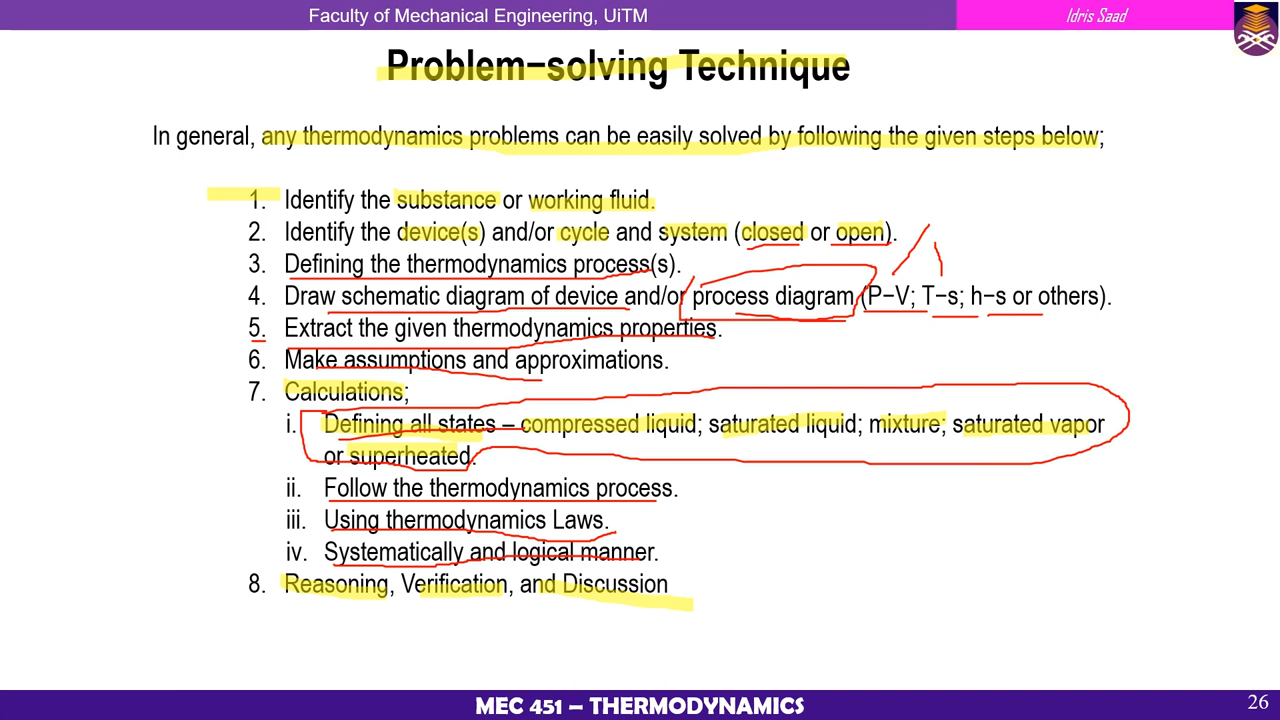 Faculty of Mechanical Engineering, UiTM
Idris Saad
Problem–solving Technique
In general, any thermodynamics problems can be easily solved by following the given steps below;
1. Identify the substance or working fluid.
2. Identify the device(s) and/or cycle and system (closed or open).
3. Defining the thermodynamics process(s).
4. Draw schematic diagram of device and/or process diagram (P–V; T–s; h–s or others).
5. Extract the given thermodynamics properties.
6. Make assumptions and approximations.
7. Calculations;
i. Defining all states – compressed liquid; saturated liquid; mixture; saturated vapor
or superheated.
ii. Follow the thermodynamics process.
iii. Using thermodynamics Laws.
iv. Systematically and logical manner.
8. Reasoning, Verification, and Discussion
MEC 451 – THERMODYNAMICS
26